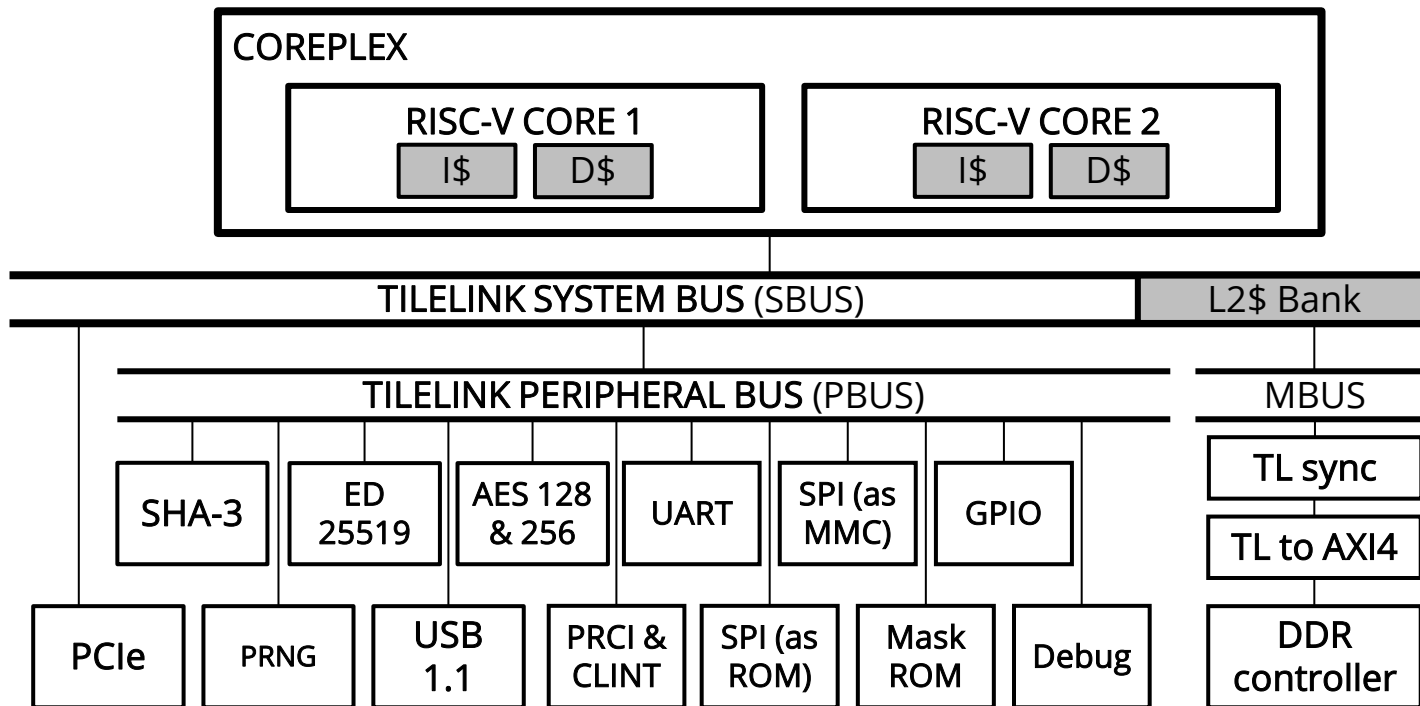 COREPLEX
RISC-V CORE 1
I$
D$
RISC-V CORE 2
I$
D$
TILELINK SYSTEM BUS (SBUS)
L2$ Bank
TILELINK PERIPHERAL BUS (PBUS)
MBUS
SHA-3
ED
25519
AES 128
& 256
UART
SPI (as
MMC)
GPIO
TL sync
TL to AXI4
PCIe
PRNG
USB
1.1
PRCI &
CLINT
SPI (as
ROM)
Mask
ROM
Debug
DDR
controller